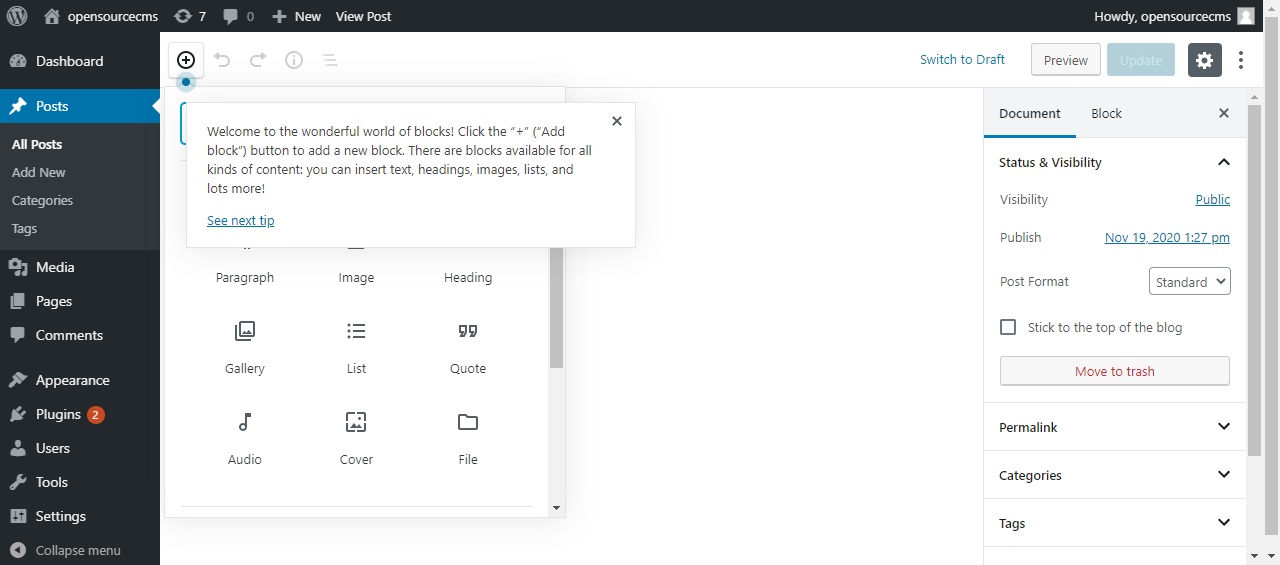 opensourcecms
7
0
New
View Post
Howdy, opensourcecms
Dashboard
Posts
All Posts
Add New
Categories
Tags
Media
Pages
Comments
Appearance
Plugins 2
Users
Tools
Settings
Collapse menu
Switch to Draft
Preview
Update
Welcome to the wonderful world of blocks! Click the “+” (“Add
block”) button to add a new block. There are blocks available for all
kinds of content: you can insert text, headings, images, lists, and
lots more!
See next tip
Paragraph
Image
Heading
Gallery
List
Quote
Audio
Cover
File
Document
Block
Status & Visibility
Visibility
Public
Publish
Nov 19, 2020 1:27 pm
Post Format
Standard
Stick to the top of the blog
Move to trash
Permalink
Categories
Tags